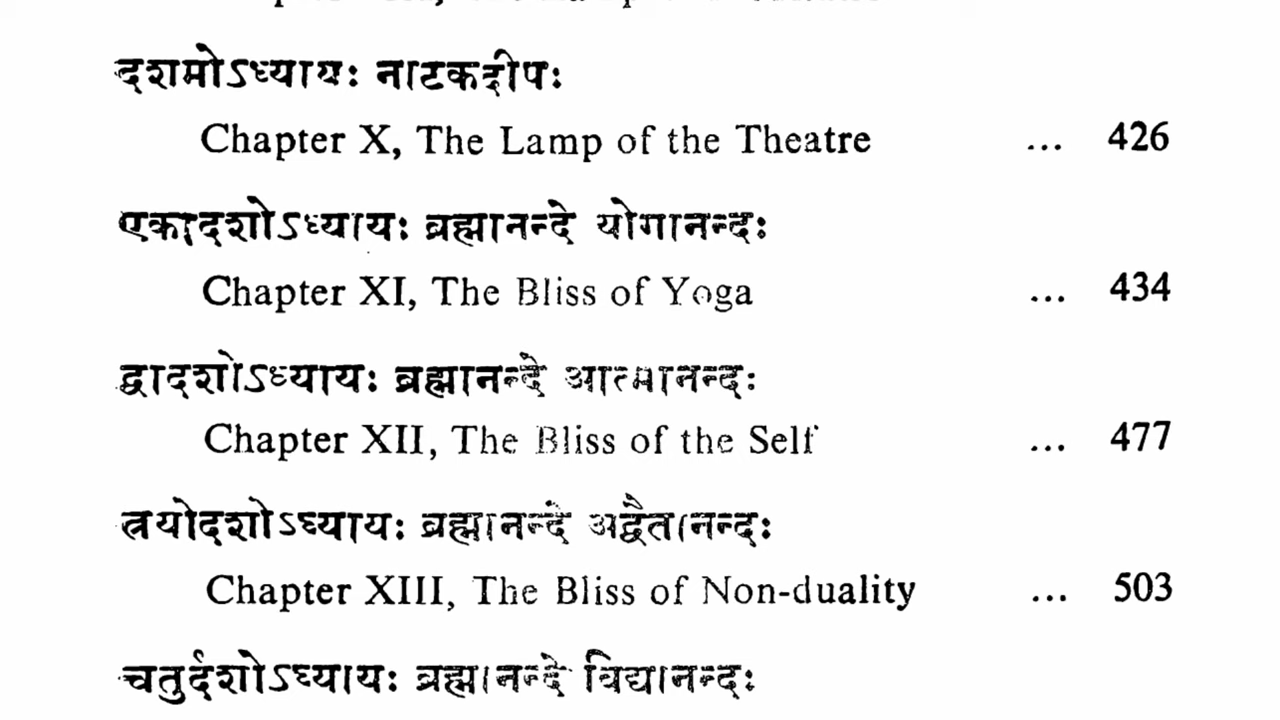 दशमोऽध्यायः नाटकदीपः
Chapter X, The Lamp of the Theatre ... 426
एकादशोऽध्यायः ब्रह्मानन्दे योगानन्दः
Chapter XI, The Bliss of Yoga ... 434
द्वादशोऽध्यायः ब्रह्मानन्दे आत्मानन्दः
Chapter XII, The Bliss of the Self ... 477
त्रयोदशोऽध्यायः ब्रह्मानन्दे अद्वैतानन्दः
Chapter XIII, The Bliss of Non-duality ... 503
चतुर्दशोऽध्यायः ब्रह्मानन्दे विद्यानन्दः